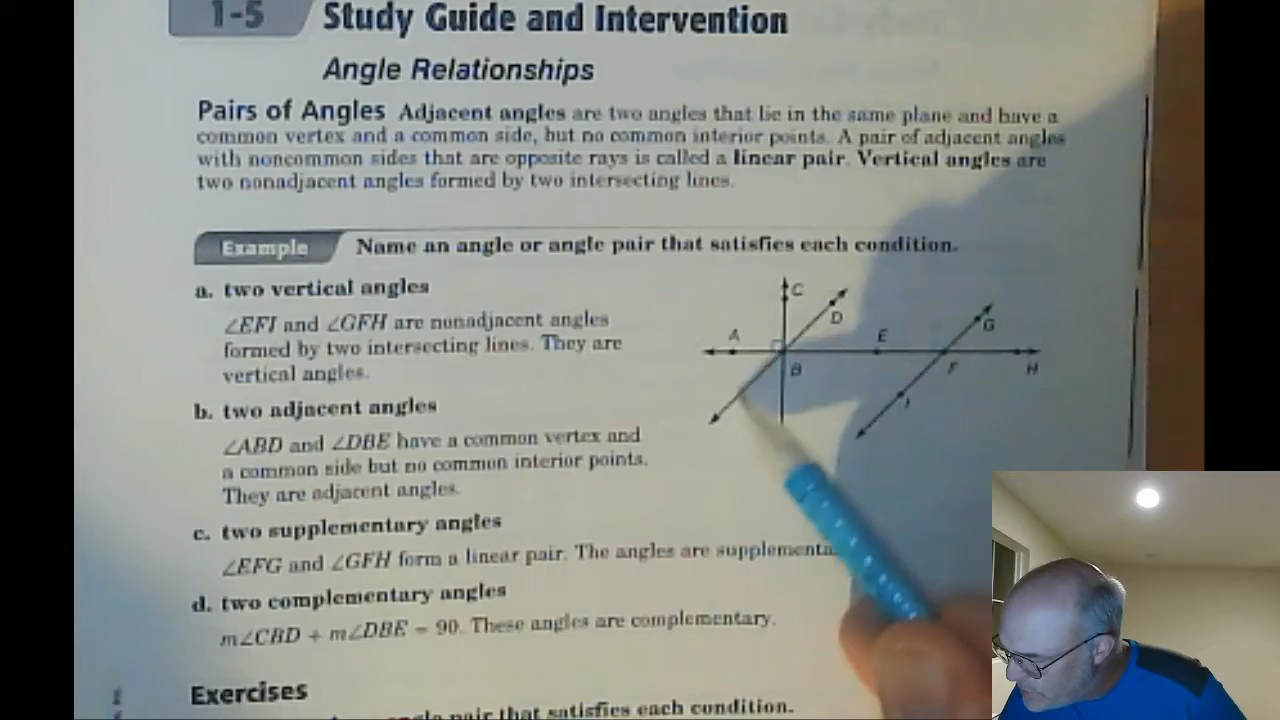 1-5
Study Guide and Intervention
Angle Relationships
Pairs of Angles Adjacent angles are two angles that lie in the same plane and have a
common vertex and a common side, but no common interior points. A pair of adjacent angles
with noncommon sides that are opposite rays is called a linear pair. Vertical angles are
two nonadjacent angles formed by two intersecting lines.
Example Name an angle or angle pair that satisfies each condition.
a. two vertical angles
∠EFI and ∠GFH are nonadjacent angles
formed by two intersecting lines. They are
vertical angles.
b. two adjacent angles
∠ABD and ∠DBE have a common vertex and
a common side but no common interior points.
They are adjacent angles.
c. two supplementary angles
∠EFG and ∠GFH form a linear pair. The angles are supplementa
d. two complementary angles
m∠CBD + m∠DBE = 90. These angles are complementary.
C
D
A
E
G
B
F
H
I
Exercises
angle pair that satisfies each condition.